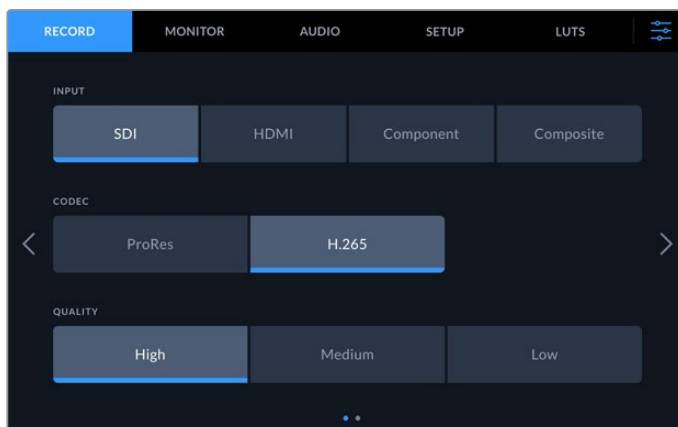 RECORD MONITOR AUDIO SETUP LUTS
INPUT
SDI HDMI Component Composite
CODEC
ProRes H.265
QUALITY
High Medium Low